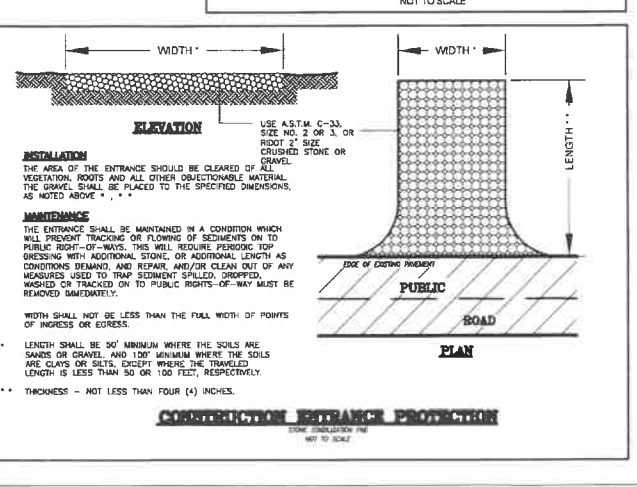 NOT TO SCALE
WIDTH *
WIDTH *
LENGTH * *
ELEVATION
USE A.S.T.M. C-33,
SIZE NO. 2 OR 3, OR
RIDOT 2" SIZE
CRUSHED STONE OR
GRAVEL
INSTALLATION
THE AREA OF THE ENTRANCE SHOULD BE CLEARED OF ALL
VEGETATION, ROOTS AND ALL OTHER OBJECTIONABLE MATERIAL.
THE GRAVEL SHALL BE PLACED TO THE SPECIFIED DIMENSIONS,
AS NOTED ABOVE * , * *
MAINTENANCE
THE ENTRANCE SHALL BE MAINTAINED IN A CONDITION WHICH
WILL PREVENT TRACKING OR FLOWING OF SEDIMENTS ON TO
PUBLIC RIGHT-OF-WAYS. THIS WILL REQUIRE PERIODIC TOP
DRESSING WITH ADDITIONAL STONE, OR ADDITIONAL LENGTH AS
CONDITIONS DEMAND, AND REPAIR, AND/OR CLEAN OUT OF ANY
MEASURES USED TO TRAP SEDIMENT SPILLED, DROPPED,
WASHED OR TRACKED ON TO PUBLIC RIGHTS-OF-WAY MUST BE
REMOVED IMMEDIATELY.
WIDTH SHALL NOT BE LESS THAN THE FULL WIDTH OF POINTS
OF INGRESS OR EGRESS.
* LENGTH SHALL BE 50' MINIMUM WHERE THE SOILS ARE
SANDS OR GRAVEL, AND 100' MINIMUM WHERE THE SOILS
ARE CLAYS OR SILTS, EXCEPT WHERE THE TRAVELED
LENGTH IS LESS THAN 50 OR 100 FEET, RESPECTIVELY.
* * THICKNESS - NOT LESS THAN FOUR (4) INCHES.
EDGE OF EXISTING PAVEMENT
PUBLIC
ROAD
PLAN
CONSTRUCTION ENTRANCE PROTECTION
STONE STABILIZATION PAD
NOT TO SCALE